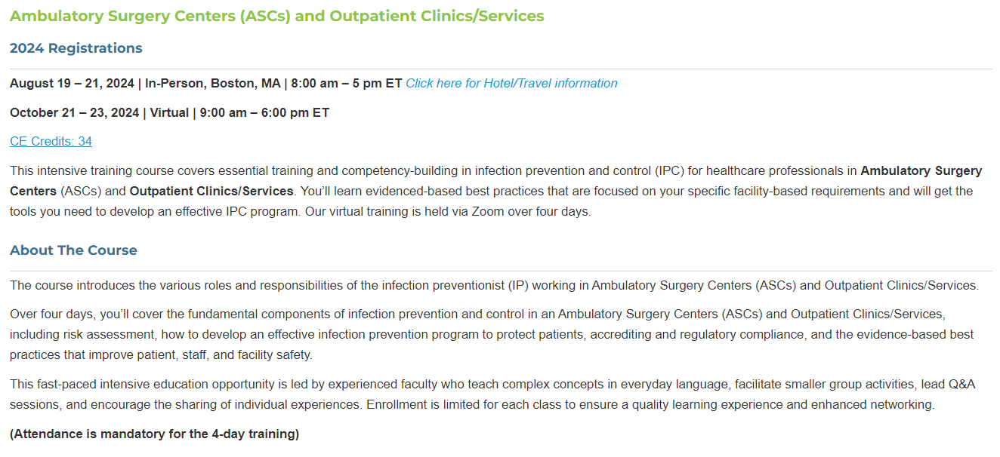 Ambulatory Surgery Centers (ASCs) and Outpatient Clinics/Services
2024 Registrations
August 19 – 21, 2024 | In-Person, Boston, MA | 8:00 am – 5 pm ET Click here for Hotel/Travel information
October 21 – 23, 2024 | Virtual | 9:00 am – 6:00 pm ET
CE Credits: 34
This intensive training course covers essential training and competency-building in infection prevention and control (IPC) for healthcare professionals in Ambulatory Surgery
Centers (ASCs) and Outpatient Clinics/Services. You’ll learn evidenced-based best practices that are focused on your specific facility-based requirements and will get the
tools you need to develop an effective IPC program. Our virtual training is held via Zoom over four days.
About The Course
The course introduces the various roles and responsibilities of the infection preventionist (IP) working in Ambulatory Surgery Centers (ASCs) and Outpatient Clinics/Services.
Over four days, you’ll cover the fundamental components of infection prevention and control in an Ambulatory Surgery Centers (ASCs) and Outpatient Clinics/Services,
including risk assessment, how to develop an effective infection prevention program to protect patients, accrediting and regulatory compliance, and the evidence-based best
practices that improve patient, staff, and facility safety.
This fast-paced intensive education opportunity is led by experienced faculty who teach complex concepts in everyday language, facilitate smaller group activities, lead Q&A
sessions, and encourage the sharing of individual experiences. Enrollment is limited for each class to ensure a quality learning experience and enhanced networking.
(Attendance is mandatory for the 4-day training)